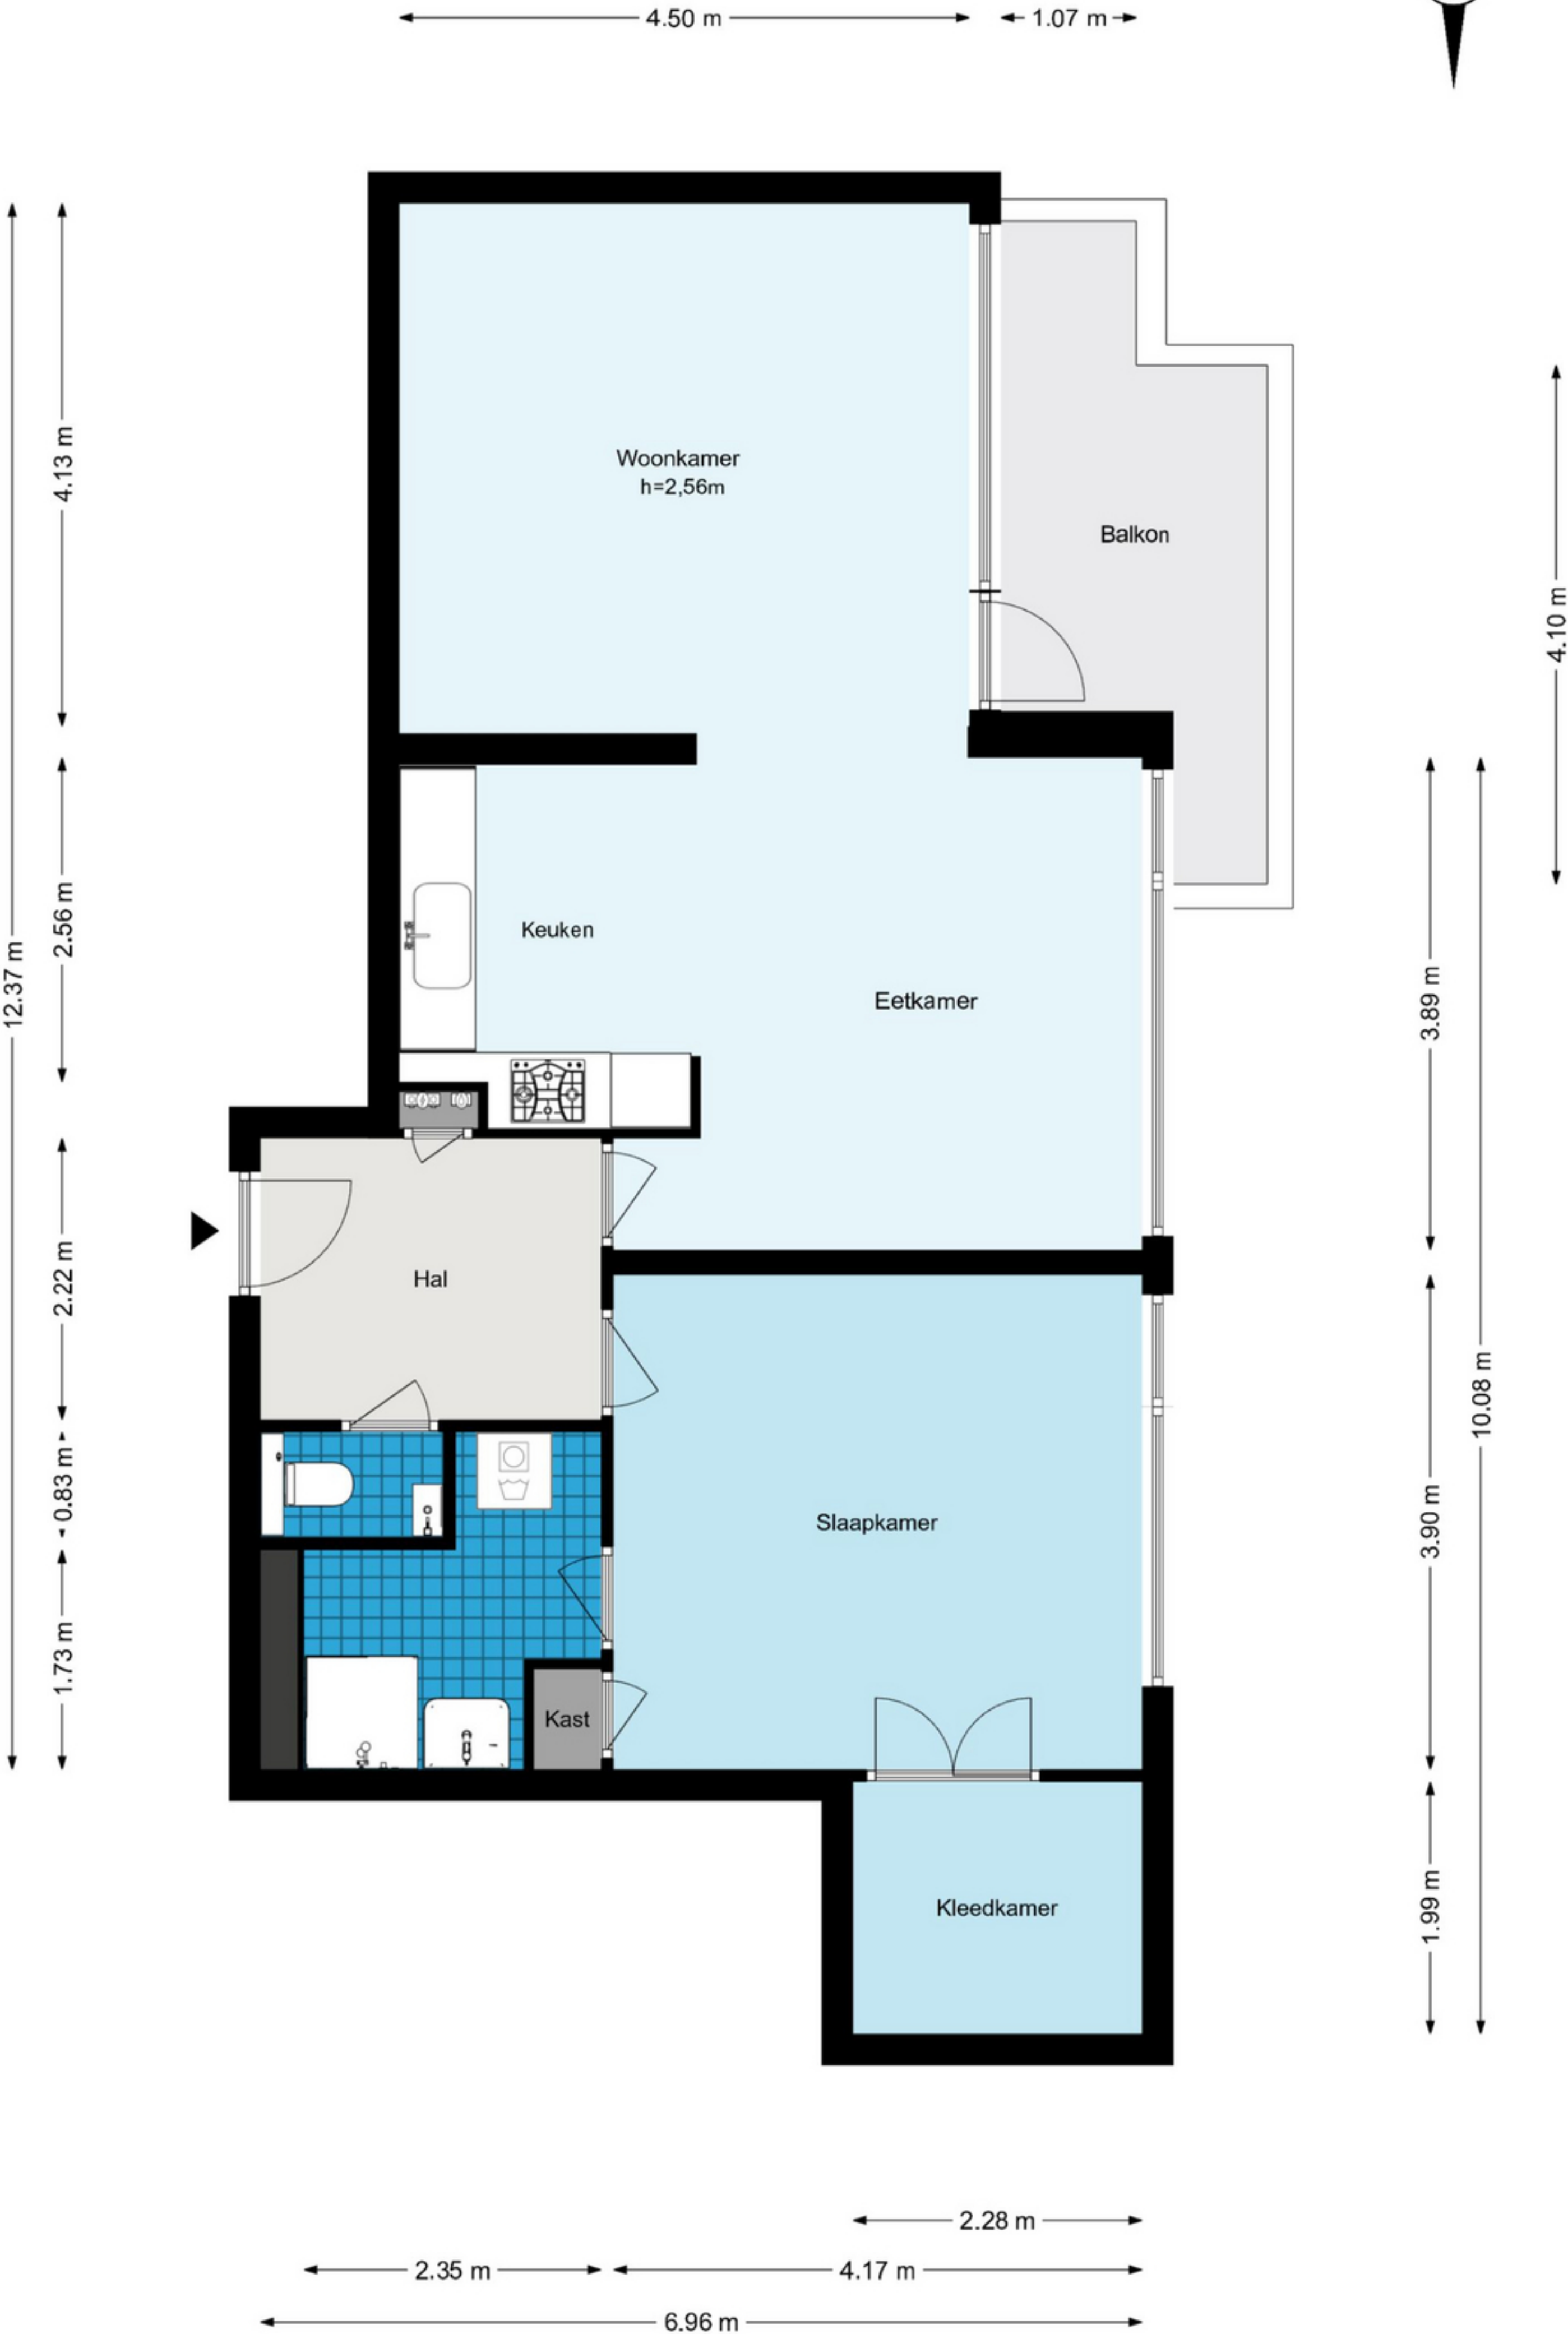 4.50 m
1.07 m
4.13 m
Woonkamer
h=2,56m
Balkon
4.10 m
2.56 m
12.37 m
Keuken
Eetkamer
3.89 m
2.22 m
Hal
10.08 m
0.83 m
Slaapkamer
3.90 m
1.73 m
Kast
Kleedkamer
1.99 m
2.28 m
2.35 m
4.17 m
6.96 m